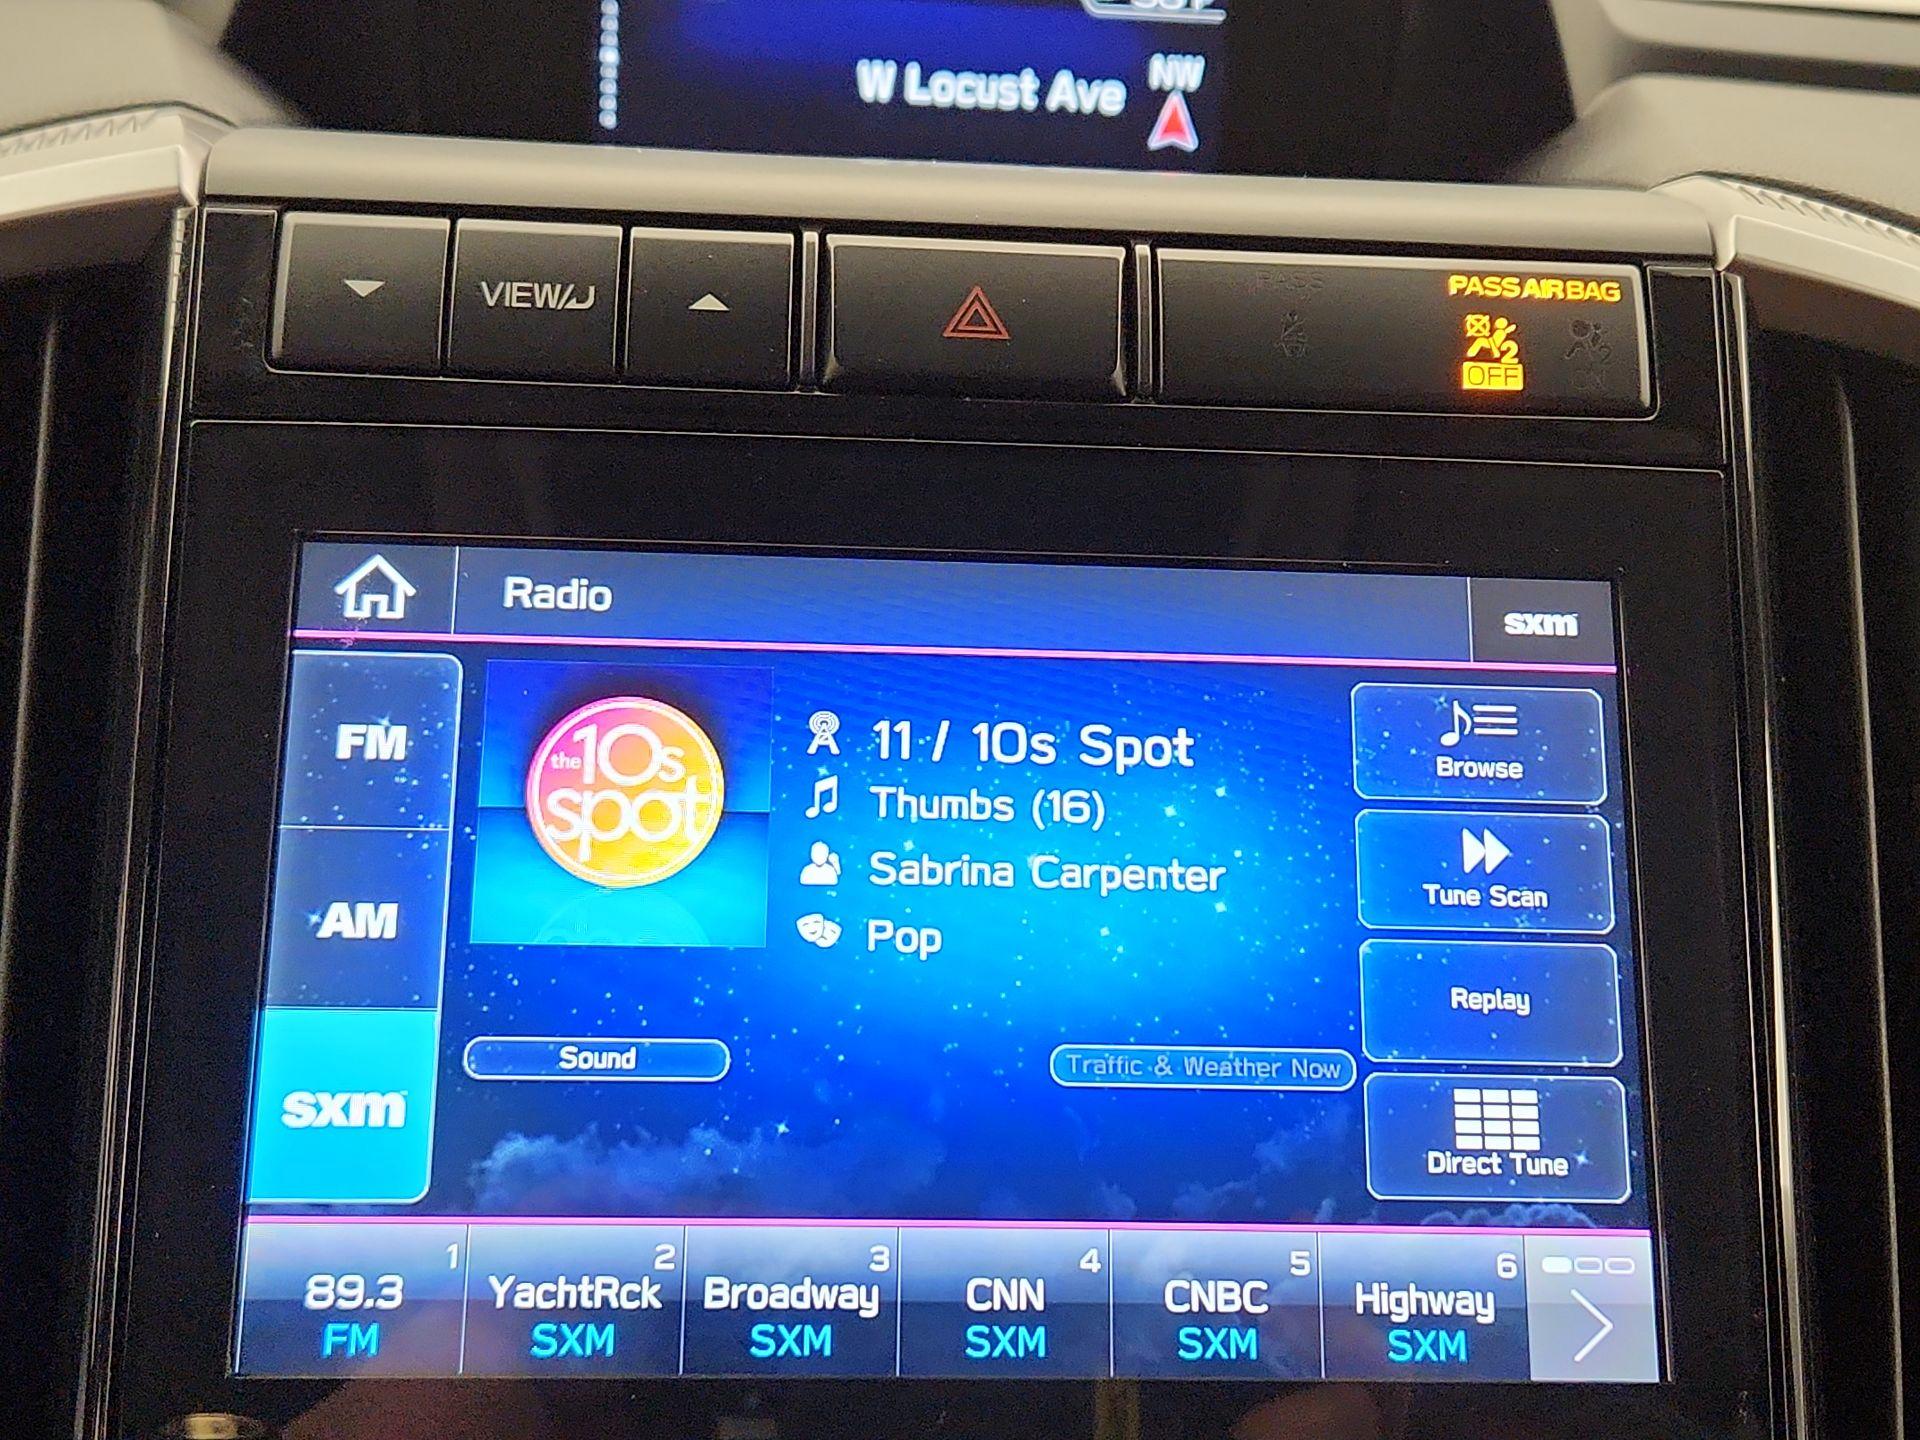 NW
W Locust Ave
VIEW/
PASS
PASS AIR BAG
2
OFF
Radio
sxm
FM
AM
sxm
the 10s
spot
11 / 10s Spot
Thumbs (16)
Sabrina Carpenter
Pop
Sound
Traffic & Weather Now
Browse
Tune Scan
Replay
Direct Tune
1
89.3
FM
2
YachtRck
SXM
3
Broadway
SXM
4
CNN
SXM
5
CNBC
SXM
6
Highway
SXM